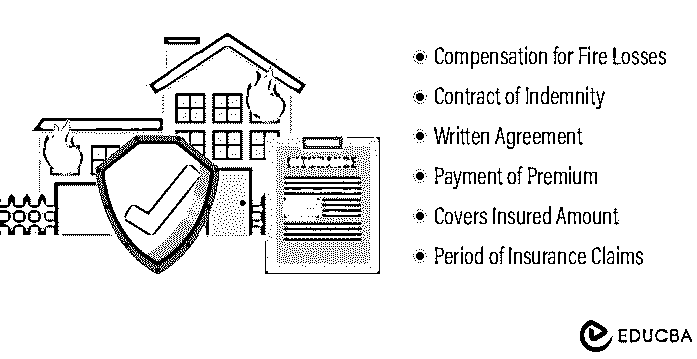 Compensation for Fire Losses
Contract of Indemnity
Written Agreement
Payment of Premium
Covers Insured Amount
Period of Insurance Claims
EDUCBA